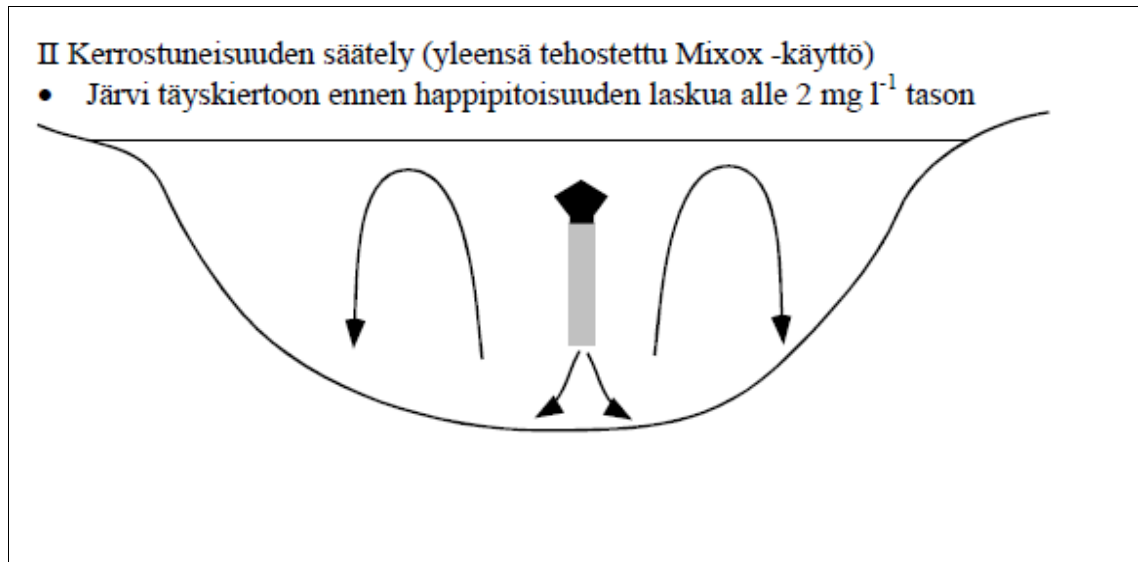 II Kerrostuneisuuden säätely (yleensä tehostettu Mixox -käyttö)
• Järvi täyskiertoon ennen happipitoisuuden laskua alle 2 mg l⁻¹ tason